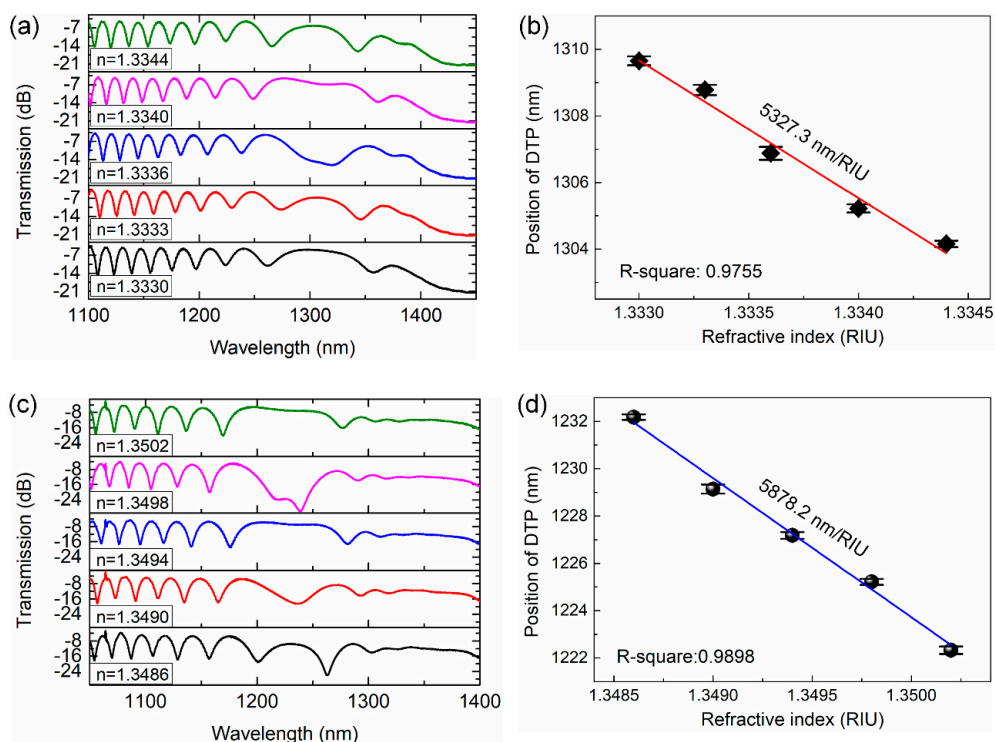 (a)
Transmission (dB)
-7
-14
-21
n=1.3344
-7
-14
-21
n=1.3340
-7
-14
-21
n=1.3336
-7
-14
-21
n=1.3333
-7
-14
-21
n=1.3330
1100 1200 1300 1400
Wavelength (nm)
(b)
Position of DTP (nm)
1310
1308
1306
1304
5327.3 nm/RIU
R-square: 0.9755
1.3330 1.3335 1.3340 1.3345
Refractive index (RIU)
(c)
Transmission (dB)
-8
-16
-24
n=1.3502
-8
-16
-24
n=1.3498
-8
-16
-24
n=1.3494
-8
-16
-24
n=1.3490
-8
-16
-24
n=1.3486
1100 1200 1300 1400
Wavelength (nm)
(d)
Position of DTP (nm)
1232
1230
1228
1226
1224
1222
5878.2 nm/RIU
R-square:0.9898
1.3485 1.3490 1.3495 1.3500
Refractive index (RIU)